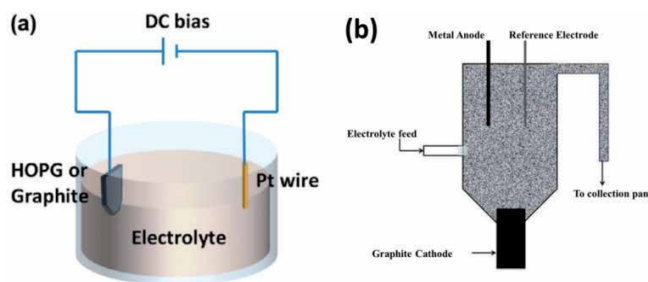 (a)
DC bias
HOPG or
Graphite
Pt wire
Electrolyte
(b)
Metal Anode
Reference Electrode
Electrolyte feed
To collection pan
Graphite Cathode